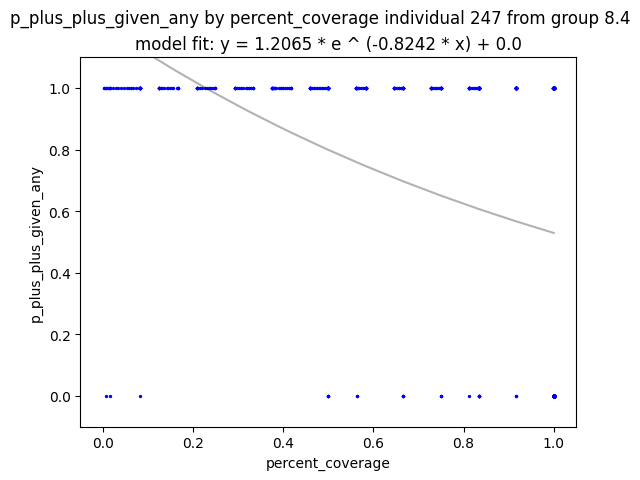 p_plus_plus_given_any by percent_coverage individual 247 from group 8.4
model fit: y = 1.2065 * e ^ (-0.8242 * x) + 0.0
1.0
0.8
0.6
0.4
0.2
0.0
p_plus_plus_given_any
0.0 0.2 0.4 0.6 0.8 1.0
percent_coverage